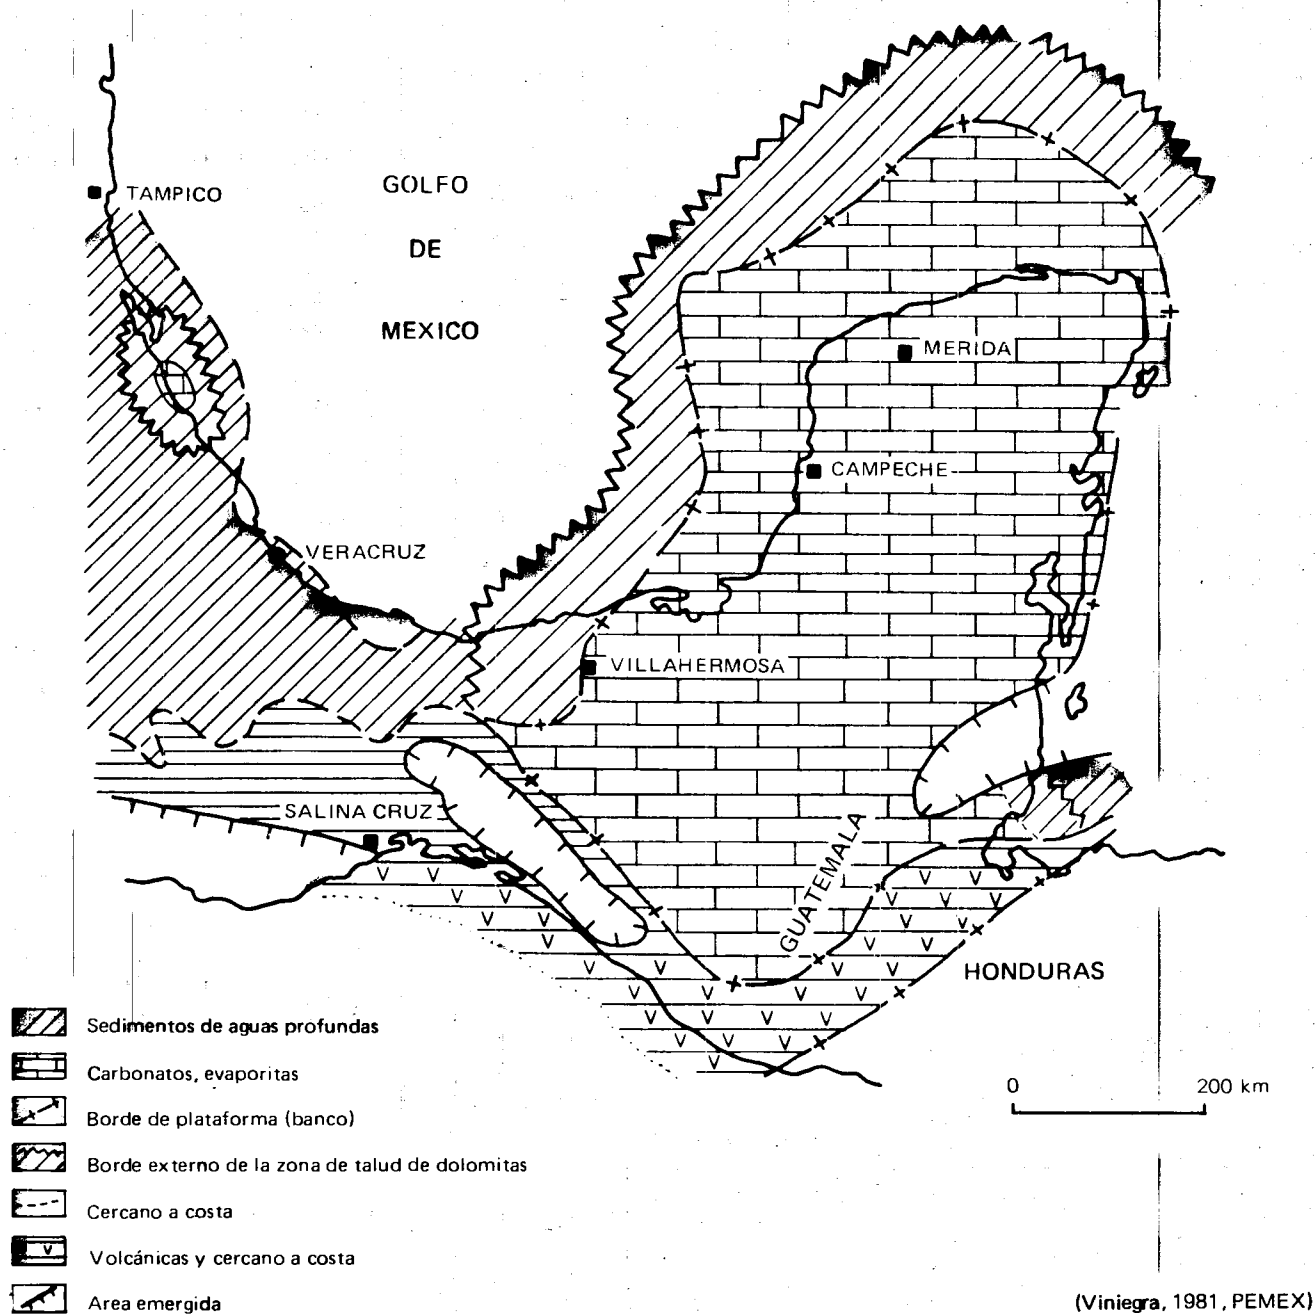 TAMPICO
GOLFO
DE
MEXICO
MERIDA
CAMPECHE
VERACRUZ
VILLAHERMOSA
SALINA CRUZ
GUATEMALA
HONDURAS
Sedimentos de aguas profundas
Carbonatos, evaporitas
Borde de plataforma (banco)
Borde externo de la zona de talud de dolomitas
Cercano a costa
Volcánicas y cercano a costa
Area emergida
0 200 km
(Viniegra, 1981, PEMEX)